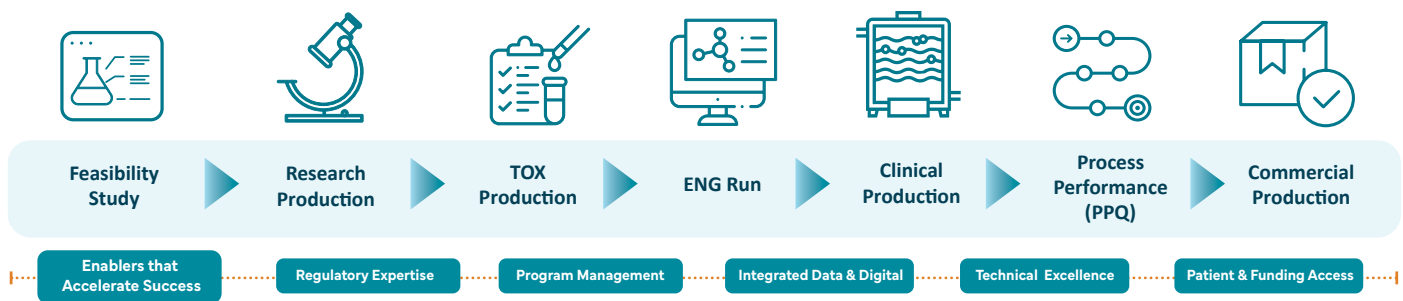 Feasibility
Study
Research
Production
TOX
Production
ENG Run
Clinical
Production
Process
Performance
(PPQ)
Commercial
Production
Enablers that
Accelerate Success
Regulatory Expertise
Program Management
Integrated Data & Digital
Technical Excellence
Patient & Funding Access